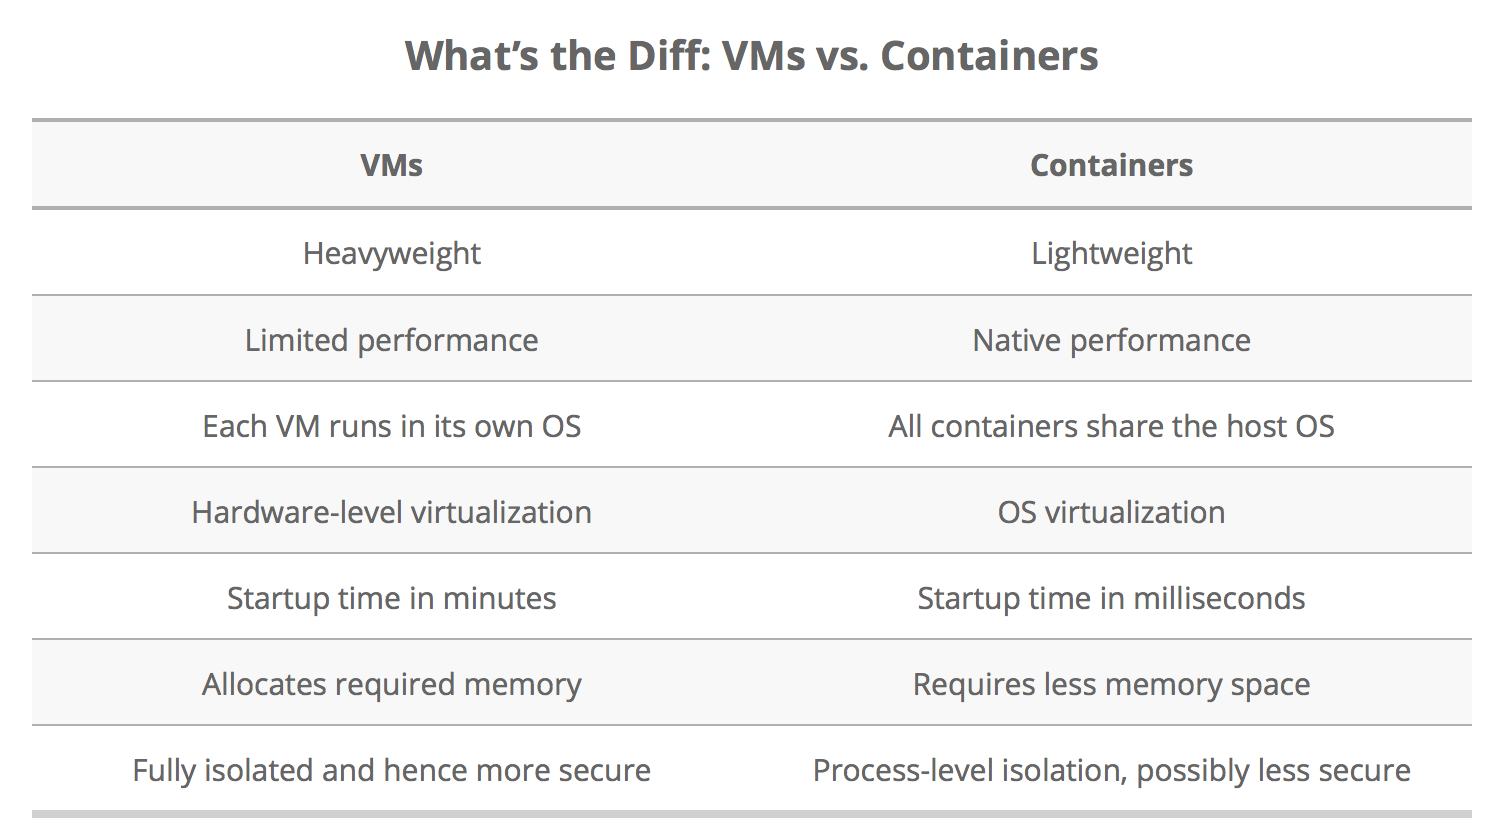 What’s the Diff: VMs vs. Containers
VMs Containers
Heavyweight Lightweight
Limited performance Native performance
Each VM runs in its own OS All containers share the host OS
Hardware-level virtualization OS virtualization
Startup time in minutes Startup time in milliseconds
Allocates required memory Requires less memory space
Fully isolated and hence more secure Process-level isolation, possibly less secure